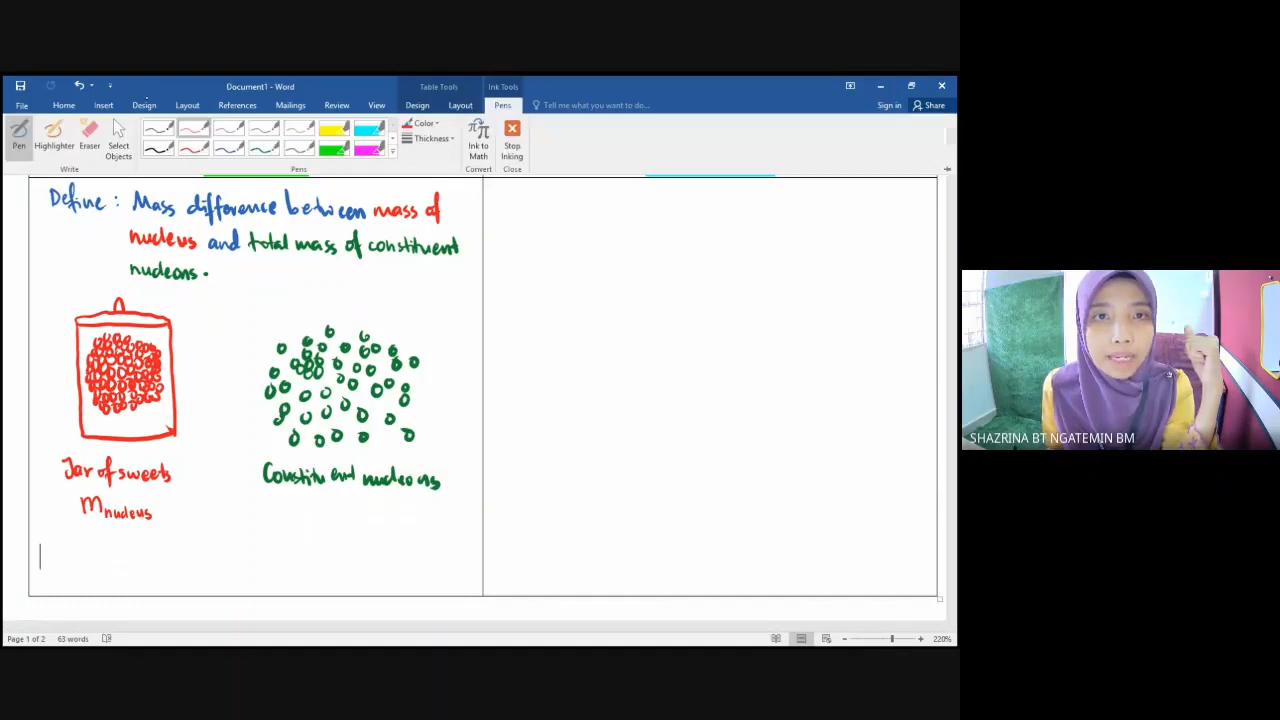 Document1 - Word
Table Tools
Ink Tools
File Home Insert Design Layout References Mailings Review View Design Layout Pens Tell me what you want to do... Sign in Share
Pen Highlighter Eraser Select Objects
Color
Thickness
Ink to Math
Stop Inking
Write Pens Convert Close
Define : Mass difference between mass of
nucleus and total mass of constituent
nucleons.
Jar of sweets
Mnucleus
Constituent nucleons
SHAZRINA BT NGATEMIN BM
Page 1 of 2 63 words 220%